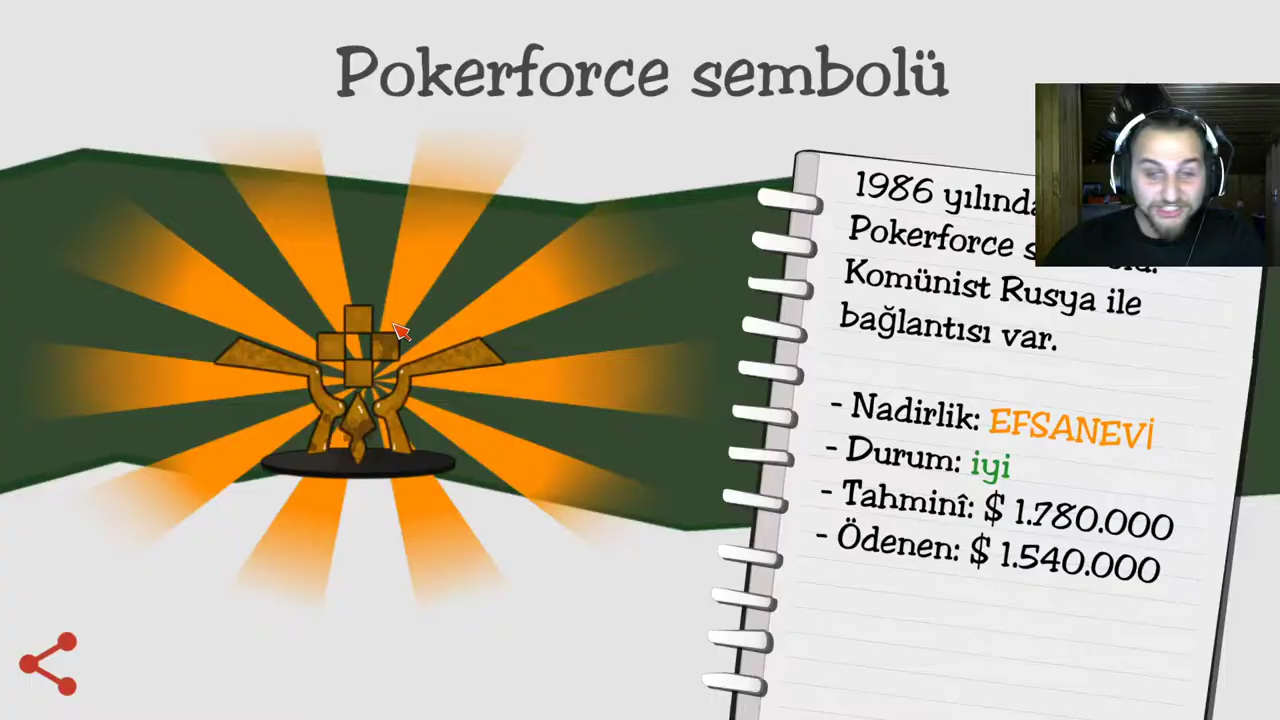 Pokerforce sembolü
1986 yılında
Pokerforce
Komünist Rusya ile
bağlantısı var.
- Nadirlik: EFSANEVİ
- Durum: iyi
- Tahminî: $ 1.780.000
- Ödenen: $ 1.540.000